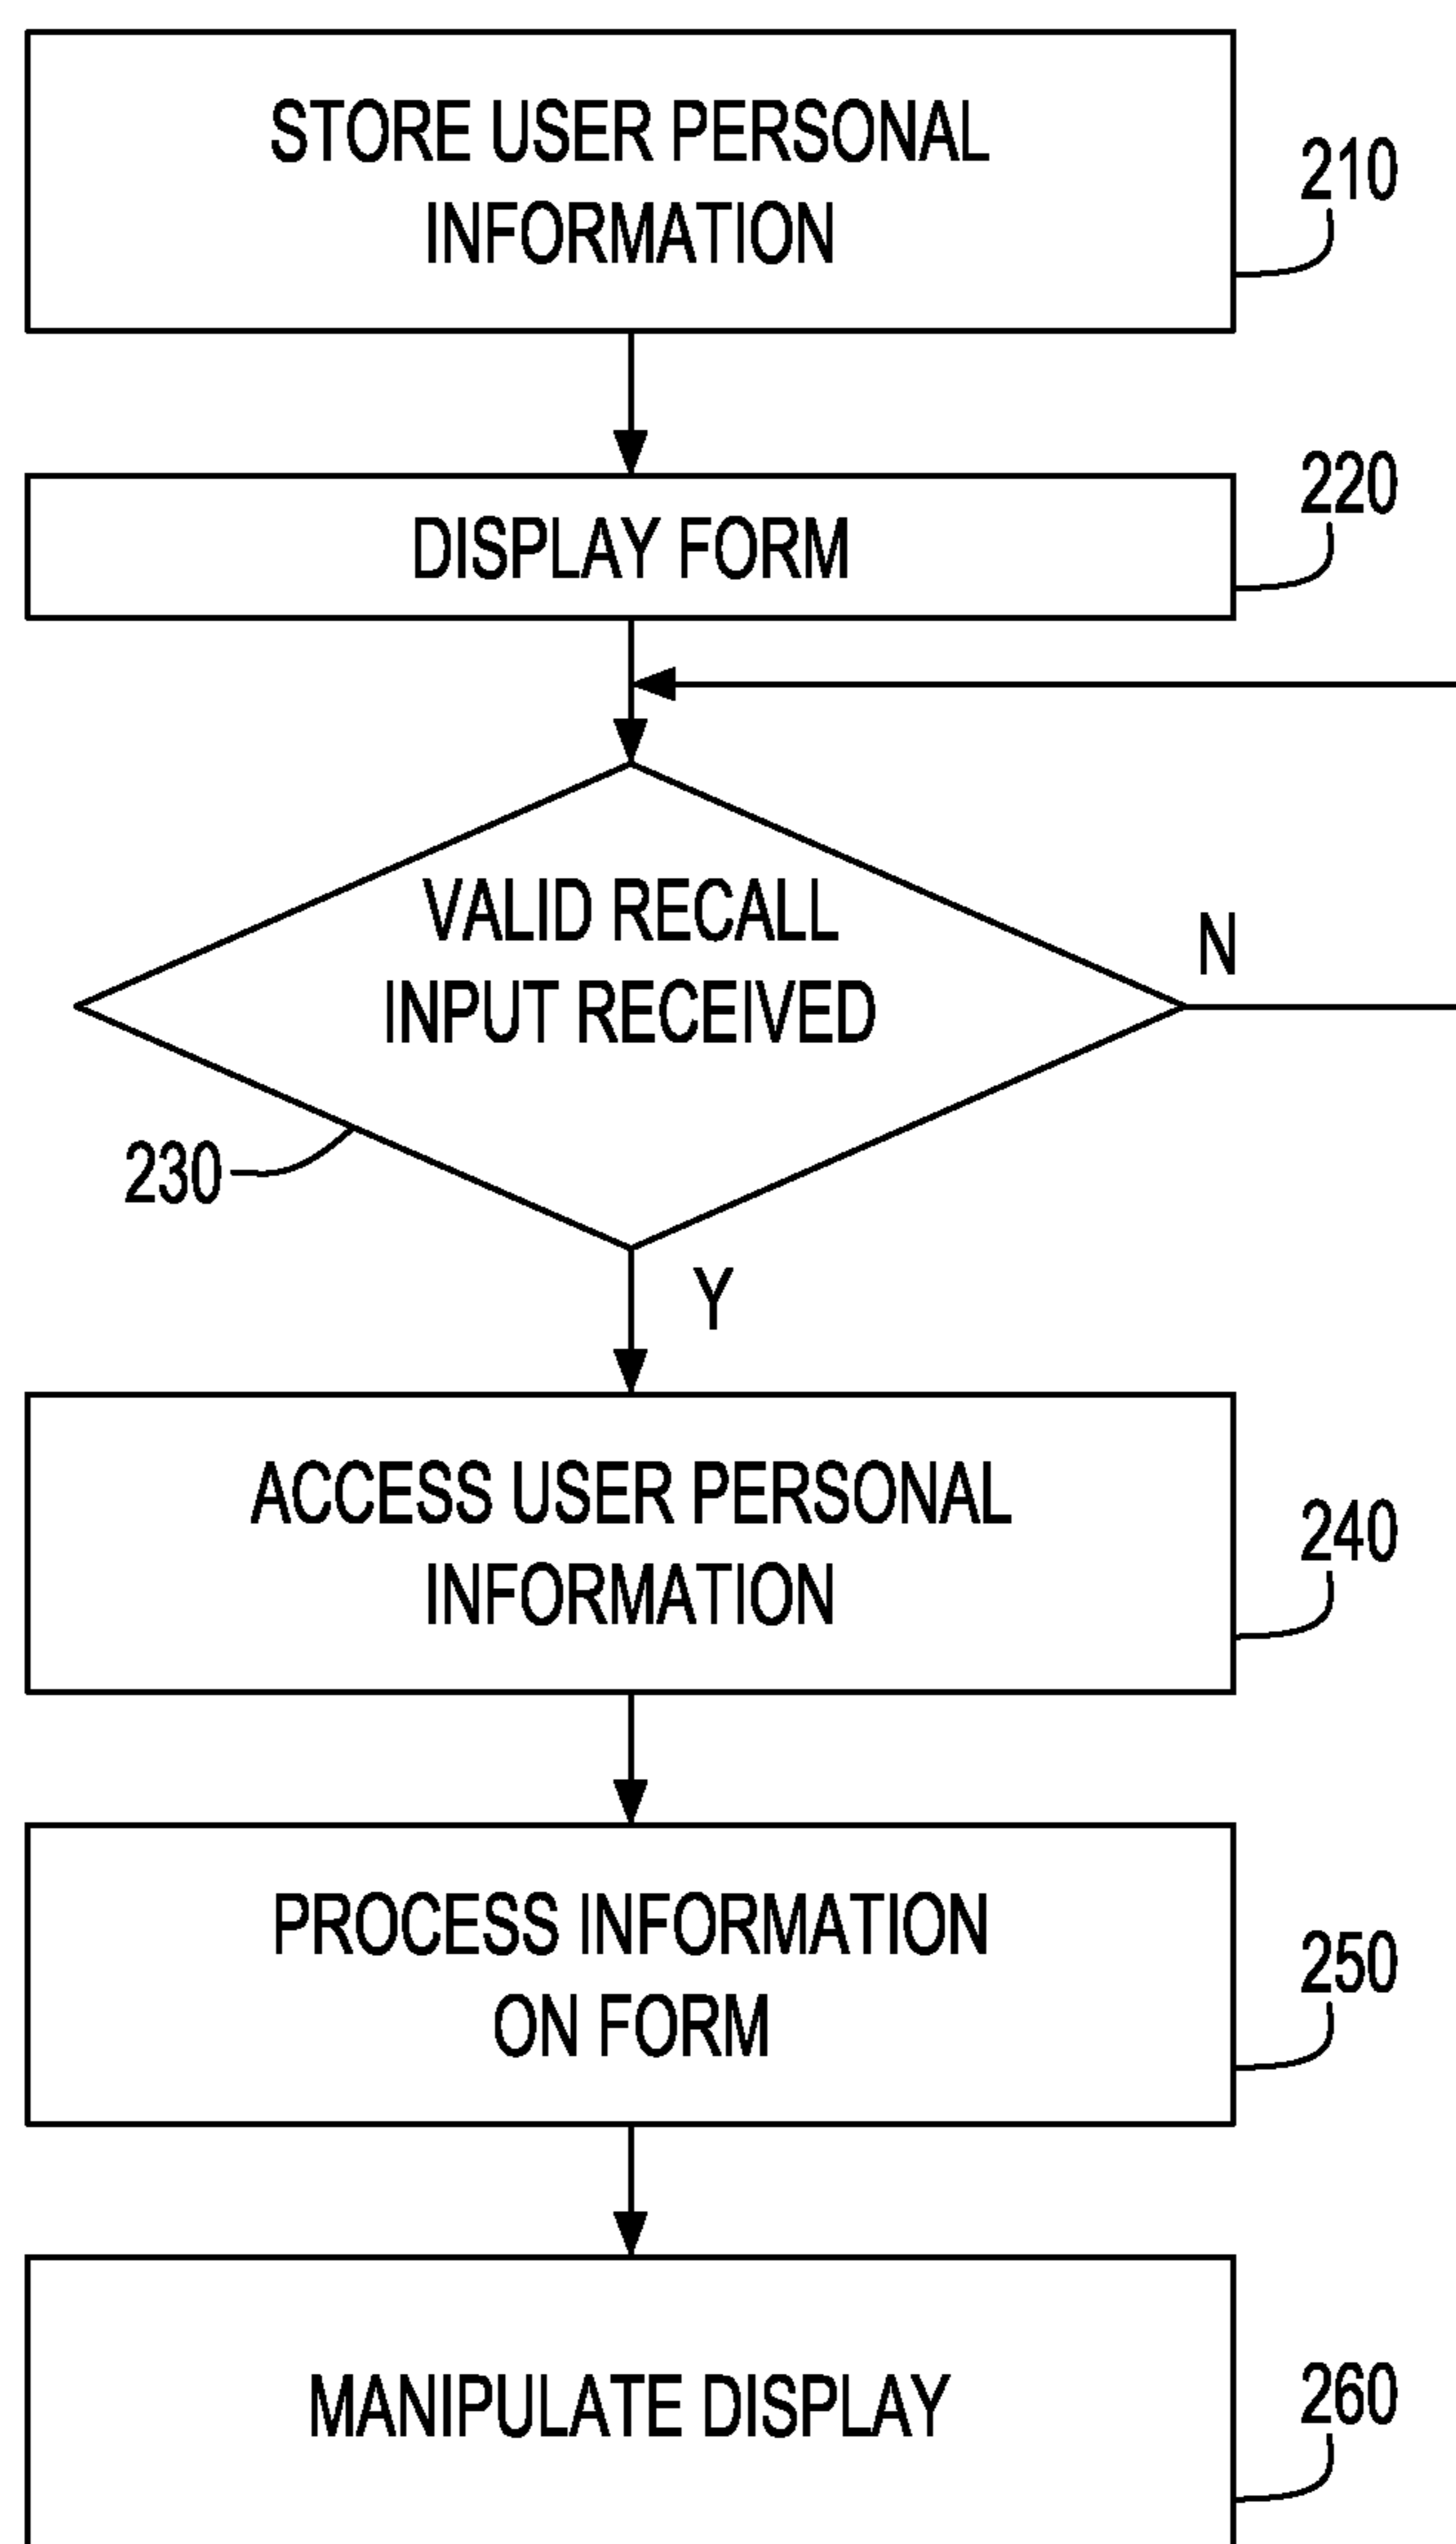 STORE USER PERSONAL
INFORMATION
210
DISPLAY FORM
220
VALID RECALL
INPUT RECEIVED
N
230
Y
ACCESS USER PERSONAL
INFORMATION
240
PROCESS INFORMATION
ON FORM
250
MANIPULATE DISPLAY
260